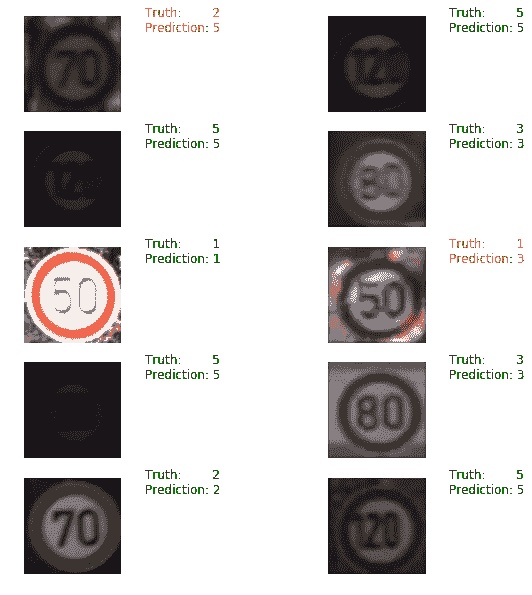 70
Truth: 2
Prediction: 5
Truth: 5
Prediction: 5
Truth: 5
Prediction: 5
80
Truth: 3
Prediction: 3
50
Truth: 1
Prediction: 1
50
Truth: 1
Prediction: 3
Truth: 5
Prediction: 5
80
Truth: 3
Prediction: 3
70
Truth: 2
Prediction: 2
120
Truth: 5
Prediction: 5